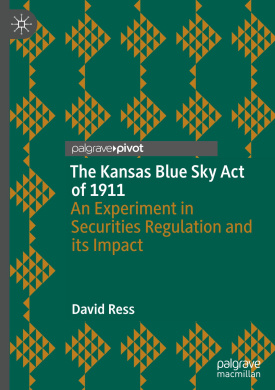 palgrave▸pivot
The Kansas Blue Sky Act
of 1911
An Experiment in
Securities Regulation and
its Impact
David Ress
palgrave
macmillan